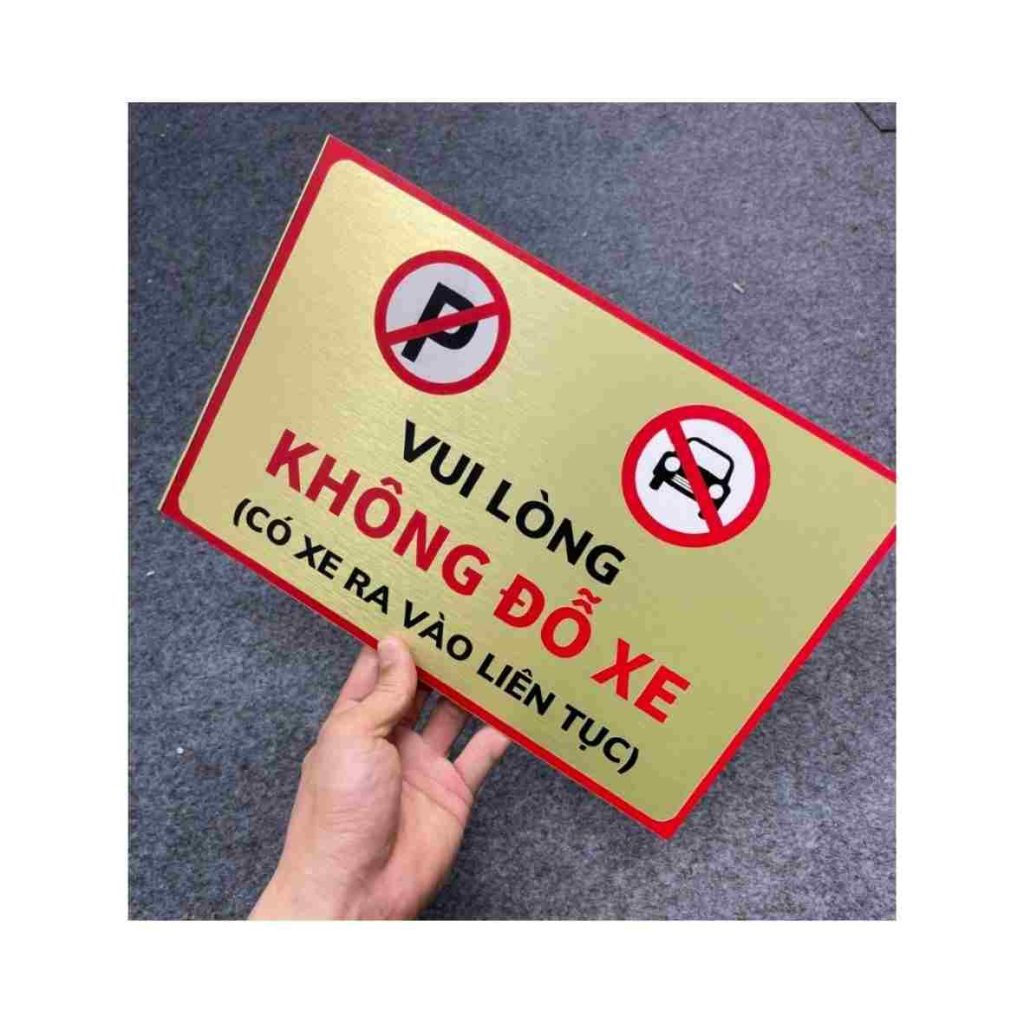 P
VUI LÒNG
KHÔNG ĐỖ XE
(CÓ XE RA VÀO LIÊN TỤC)